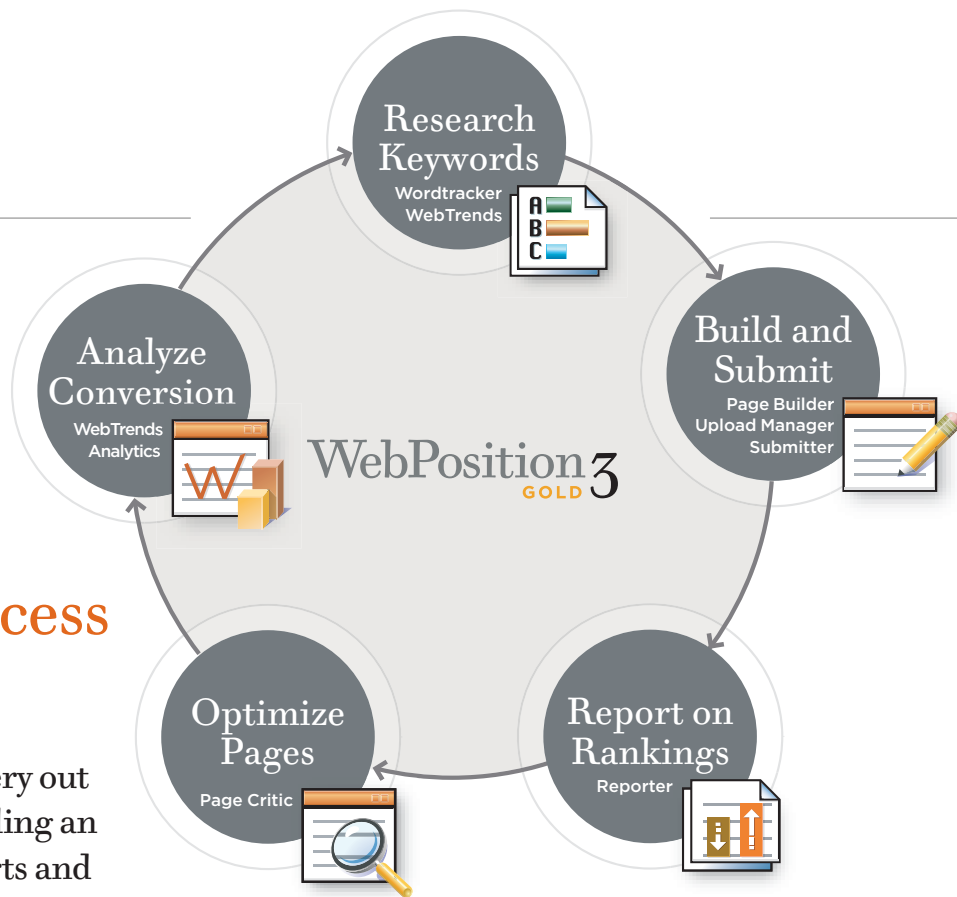 Research
Keywords
Wordtracker
WebTrends
A
B
C
Build and
Submit
Page Builder
Upload Manager
Submitter
Analyze
Conversion
WebTrends
Analytics
W
WebPosition 3
GOLD
cess
Optimize
Pages
Page Critic
Report on
Rankings
Reporter
ery out
ling an
rts and